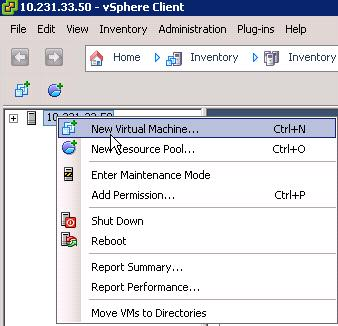 10.231.33.50 - vSphere Client
File Edit View Inventory Administration Plug-ins Help
Home Inventory Inventory
10.231.33.50
New Virtual Machine... Ctrl+N
New Resource Pool... Ctrl+O
Enter Maintenance Mode
Add Permission... Ctrl+P
Shut Down
Reboot
Report Summary...
Report Performance...
Move VMs to Directories